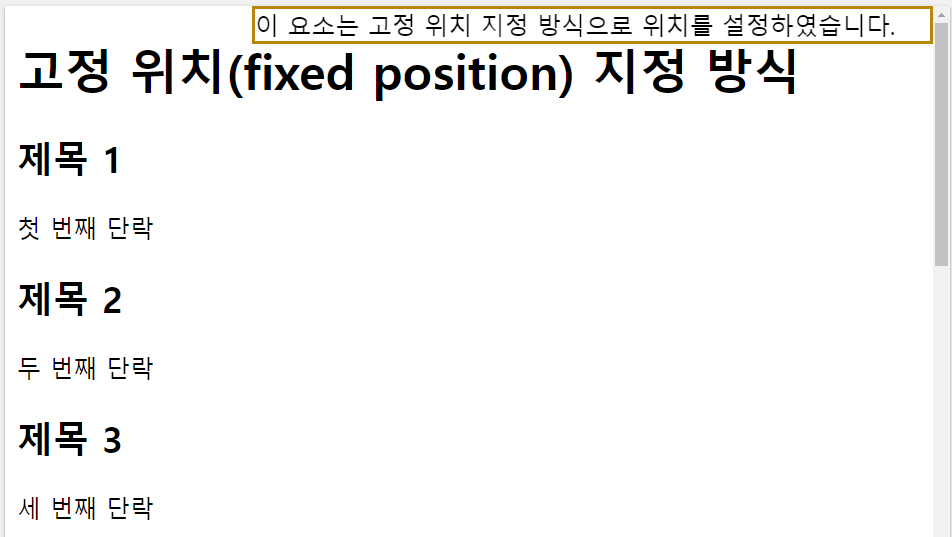 이 요소는 고정 위치 지정 방식으로 위치를 설정하였습니다.
고정 위치(fixed position) 지정 방식
제목 1
첫 번째 단락
제목 2
두 번째 단락
제목 3
세 번째 단락